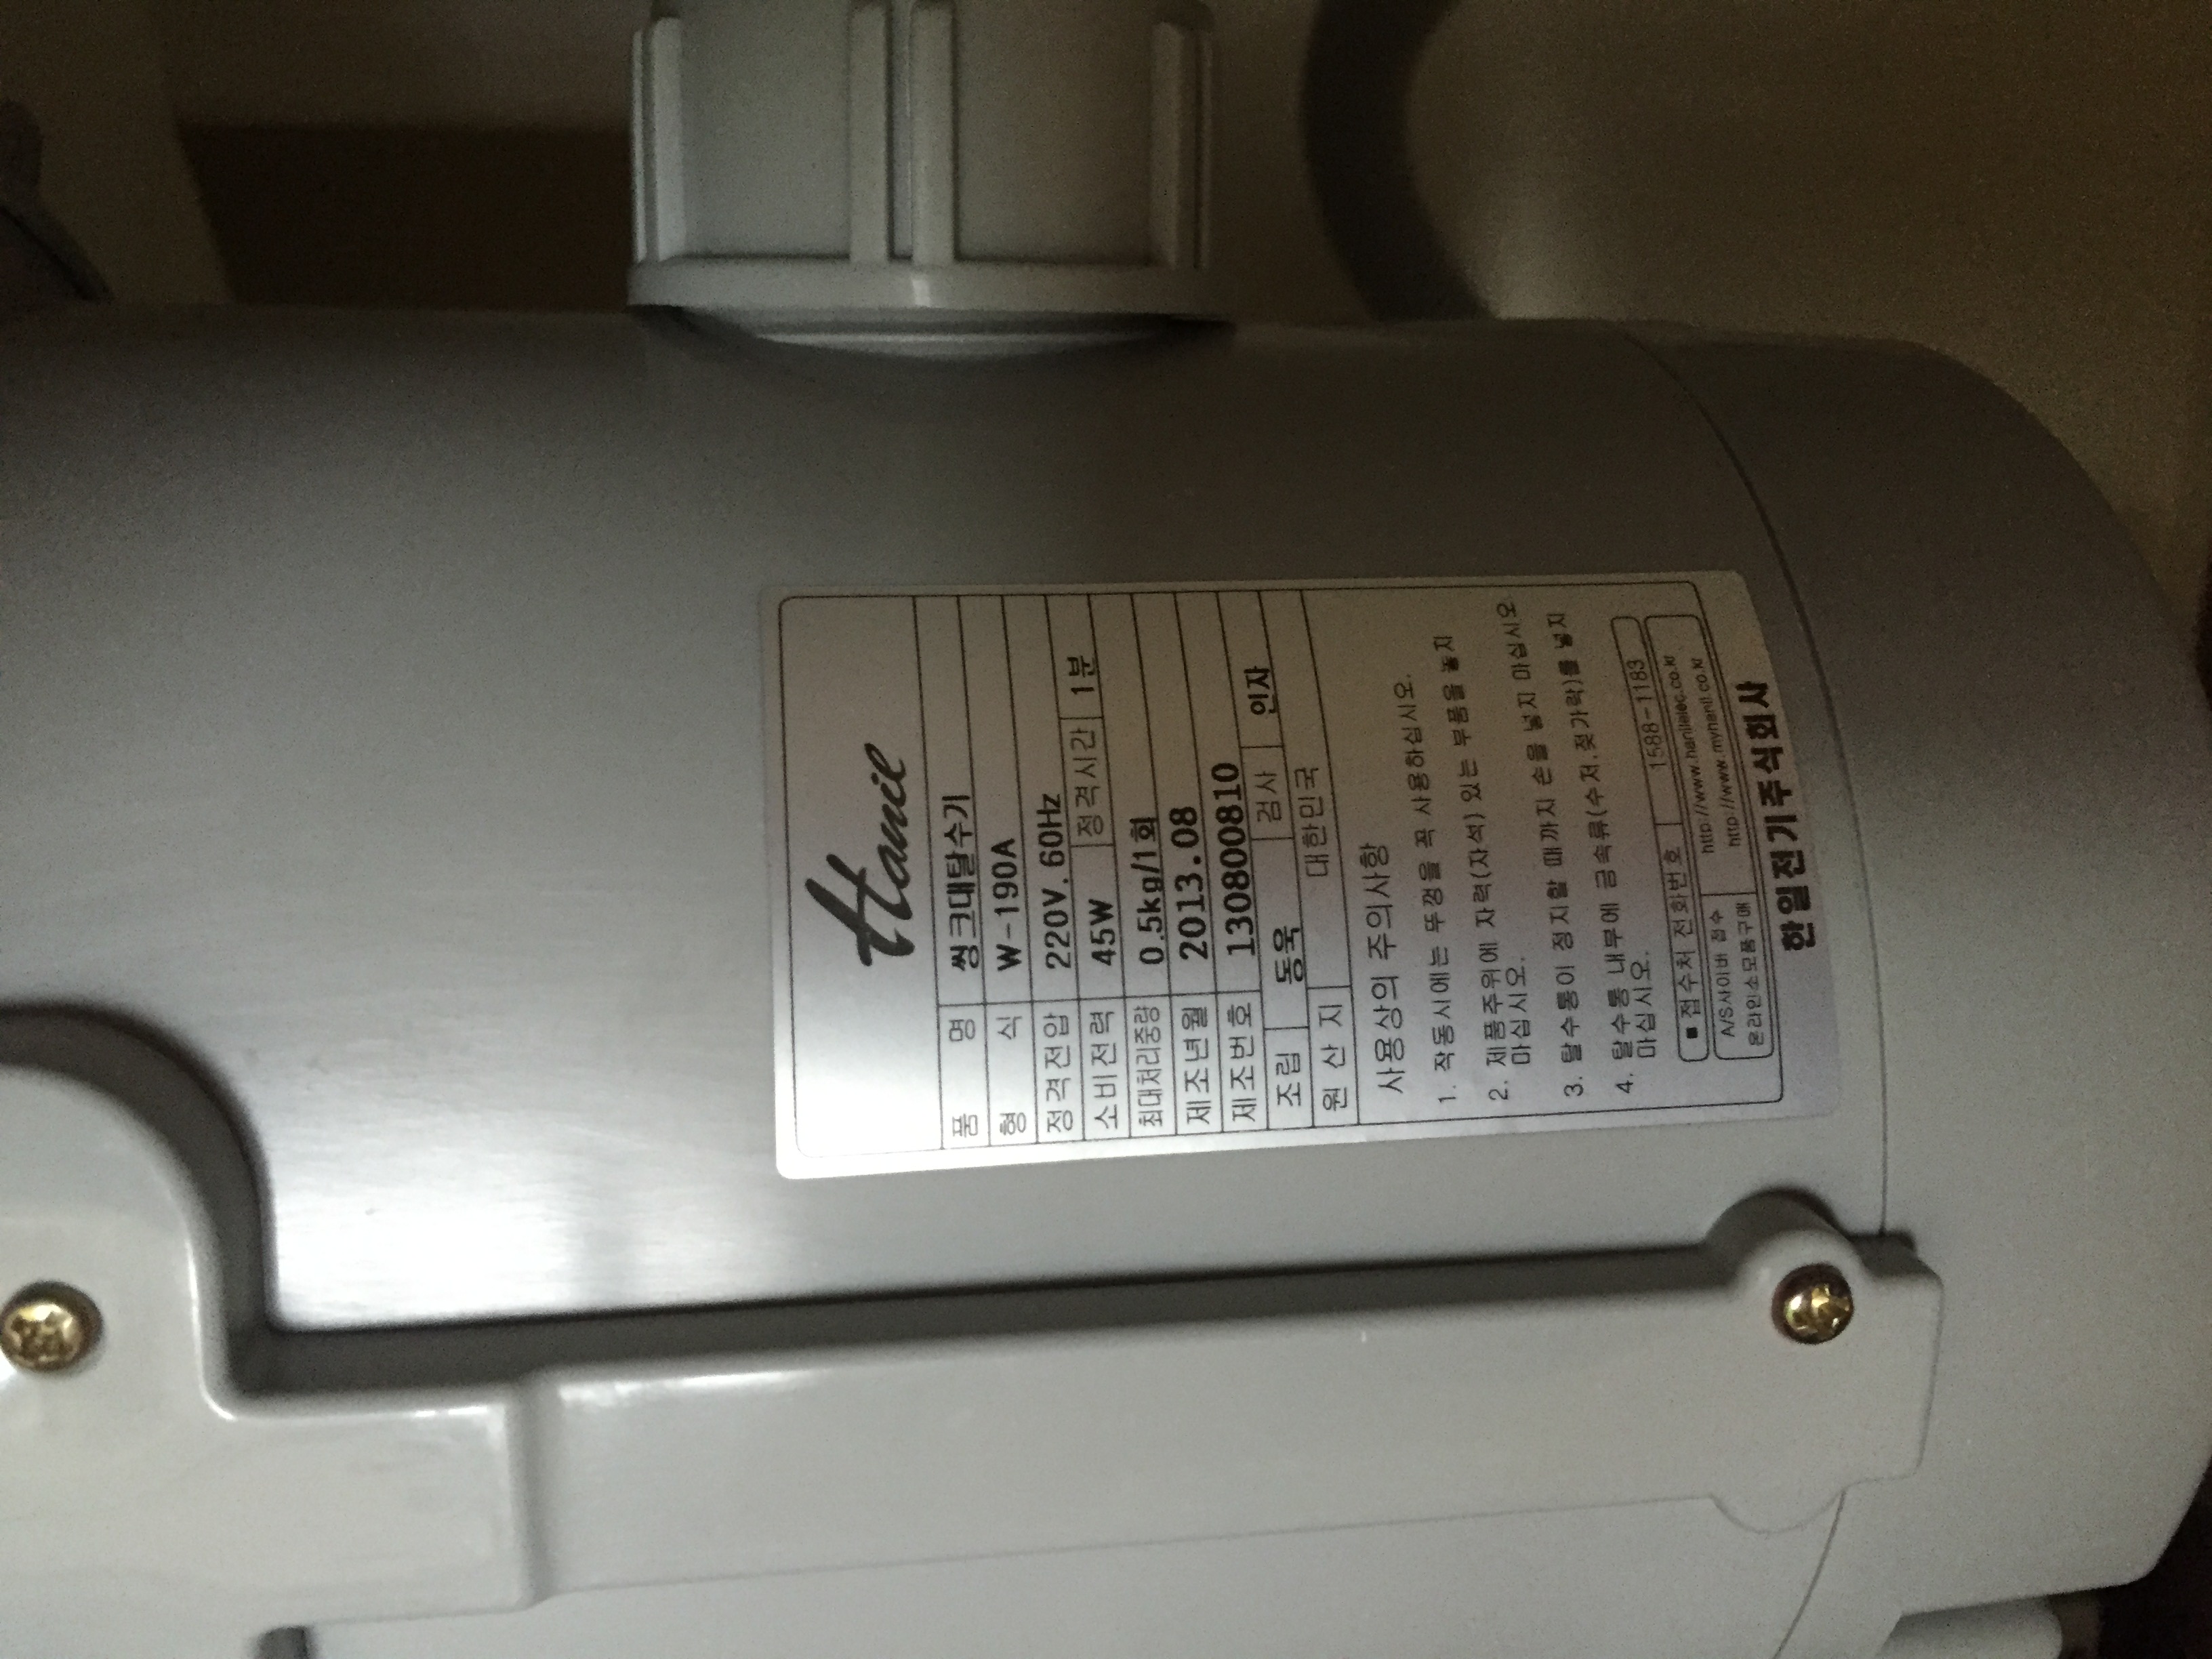 Hanil
품 명 씽크대탈수기
형 식 W-190A
정격전압 220V.60Hz
소비전력 45W 정격시간 1분
최대처리중량 0.5kg/1회
제조년월 2013.08
제조번호 130800810
조립 동욱 검사 인자
원 산 지 대한민국
사용상의 주의사항
1. 작동시에는 뚜껑을 꼭 사용하십시오.
2. 제품주위에 자력(자석) 있는 부품을 놓지
마십시오.
3. 탈수통이 정지할 때까지 손을 넣지 마십시오
4. 탈수통 내부에 금속류(수저,젖가락)를 넣지
마십시오.
■ 접수처 전화번호 1588-1183
A/S사이버 접수 http://www.hanilelec.co.kr
온라인소모품구매 http://www.myhanil.co.kr
한일전기주식회사